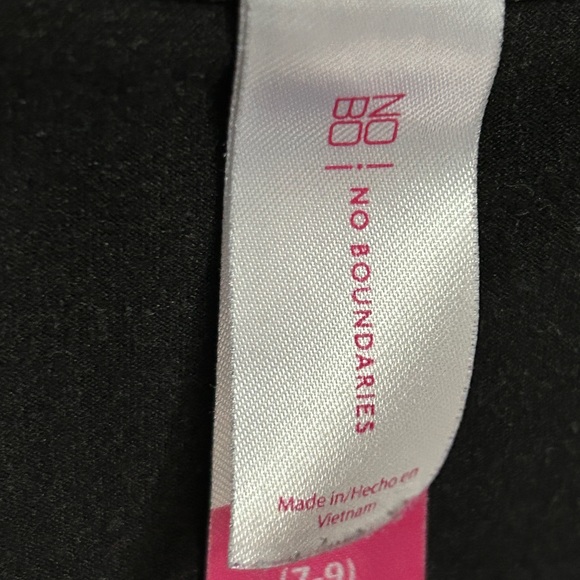 NO
BO
NO BOUNDARIES
Made in/Hecho en
Vietnam
(7-9)